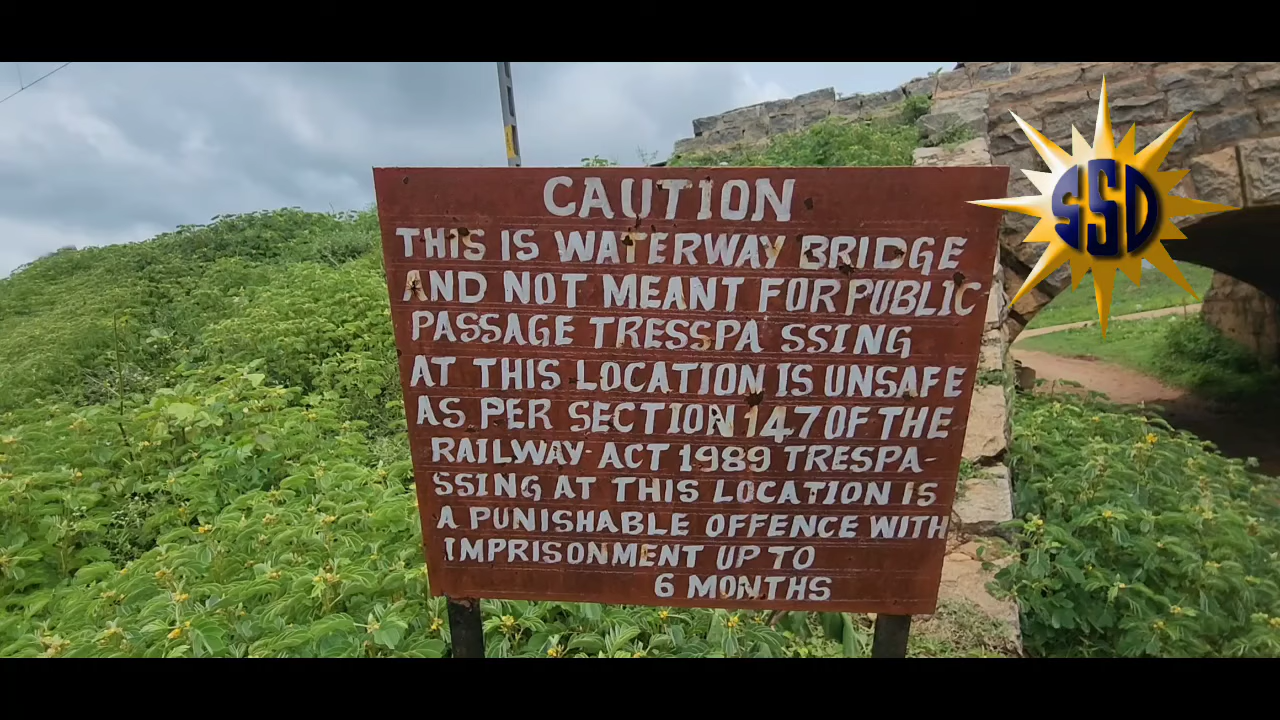 CAUTION
THIS IS WATERWAY BRIDGE
AND NOT MEANT FOR PUBLIC
PASSAGE TRESSPA SSING
AT THIS LOCATION IS UNSAFE
AS PER SECTION 147 OF THE
RAILWAY ACT 1989 TRESPA-
SSING AT THIS LOCATION IS
A PUNISHABLE OFFENCE WITH
IMPRISONMENT UP TO
6 MONTHS
SSD